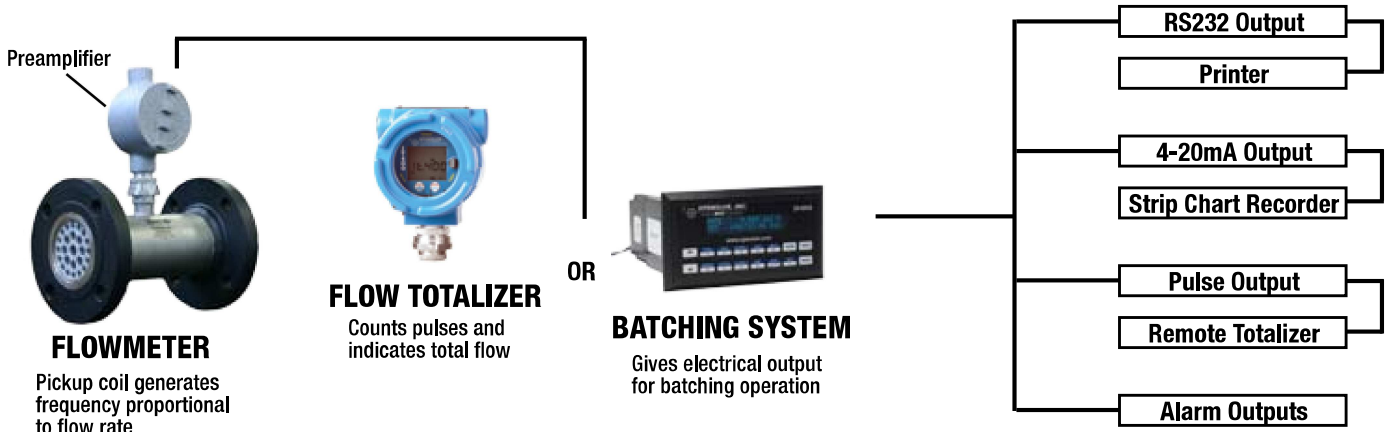 Preamplifier
FLOWMETER
Pickup coil generates
frequency proportional
to flow rate
FLOW TOTALIZER
Counts pulses and
indicates total flow
OR
BATCHING SYSTEM
Gives electrical output
for batching operation
RS232 Output
Printer
4-20mA Output
Strip Chart Recorder
Pulse Output
Remote Totalizer
Alarm Outputs